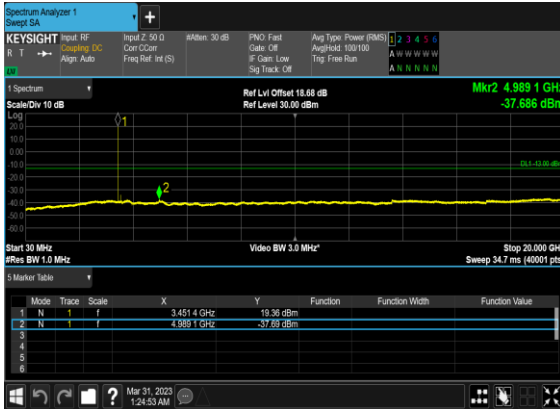 Spectrum Analyzer 1
Swept SA
+
KEYSIGHT
R T
LW
Input: RF
Coupling: DC
Align: Auto
Input Z: 50 Ω
Corr CCorr
Freq Ref: Int (S)
#Atten: 30 dB
PNO: Fast
Gate: Off
IF Gain: Low
Sig Track: Off
Avg Type: Power (RMS)
Avg|Hold: 100/100
Trig: Free Run
1 2 3 4 5 6
A W W W W W
A N N N N N
1 Spectrum
Scale/Div 10 dB
Ref Lvl Offset 18.68 dB
Ref Level 30.00 dBm
Mkr2 4.989 1 GHz
-37.686 dBm
Log
20.0
10.0
0.00
-10.0
-20.0
-30.0
-40.0
-50.0
-60.0
1
2
DL1 -13.00 dBm
Start 30 MHz
#Res BW 1.0 MHz
Video BW 3.0 MHz*
Stop 20.000 GHz
Sweep 34.7 ms (40001 pts)
5 Marker Table
Mode Trace Scale X Y Function Function Width Function Value
1 N 1 f 3.451 4 GHz 19.36 dBm
2 N 1 f 4.989 1 GHz -37.69 dBm
3
4
5
6
?
Mar 31, 2023
1:24:53 AM